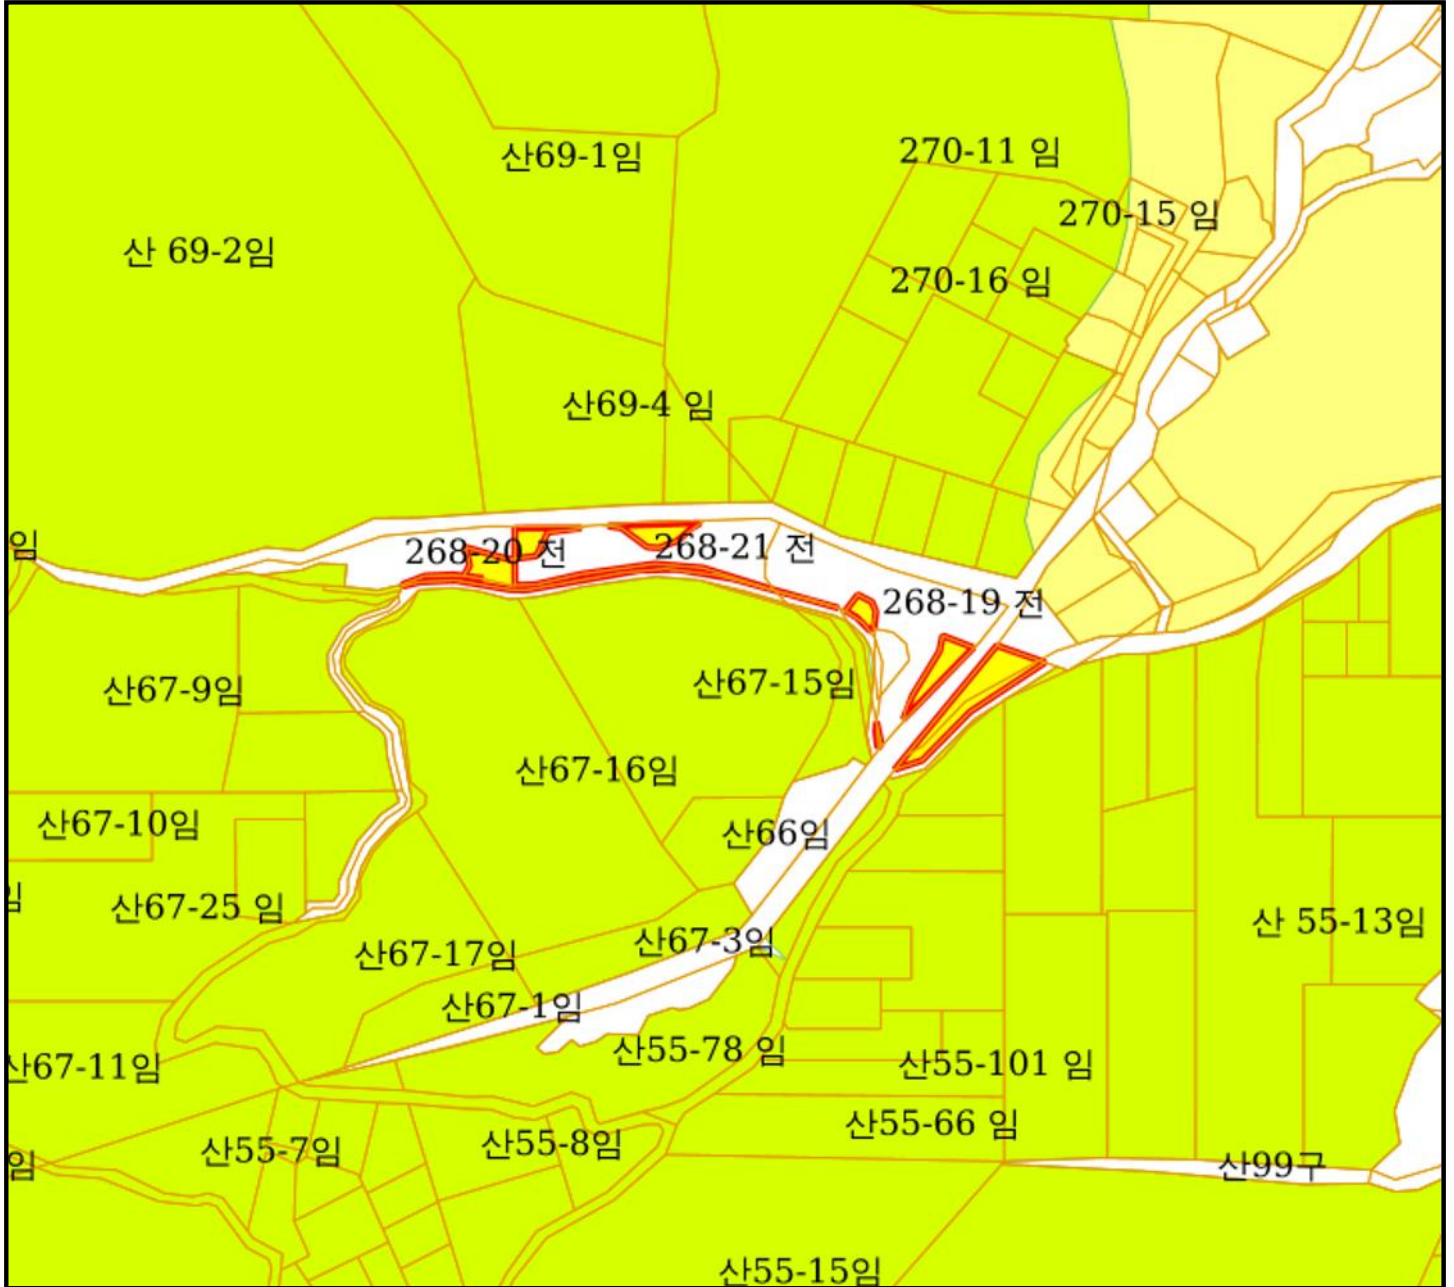 270-11 임
산69-1임
270-15 임
산 69-2임
270-16 임
산69-4 임
임
268-20 전
268-21 전
268-19 전
산67-15임
산67-9임
산67-16임
산67-10임
산66임
임
산67-25 임
산 55-13임
산67-3임
산67-17임
산67-1임
산55-78 임
산55-101 임
산67-11임
산55-66 임
산55-8임
산55-7임
임
산99구
산55-15임